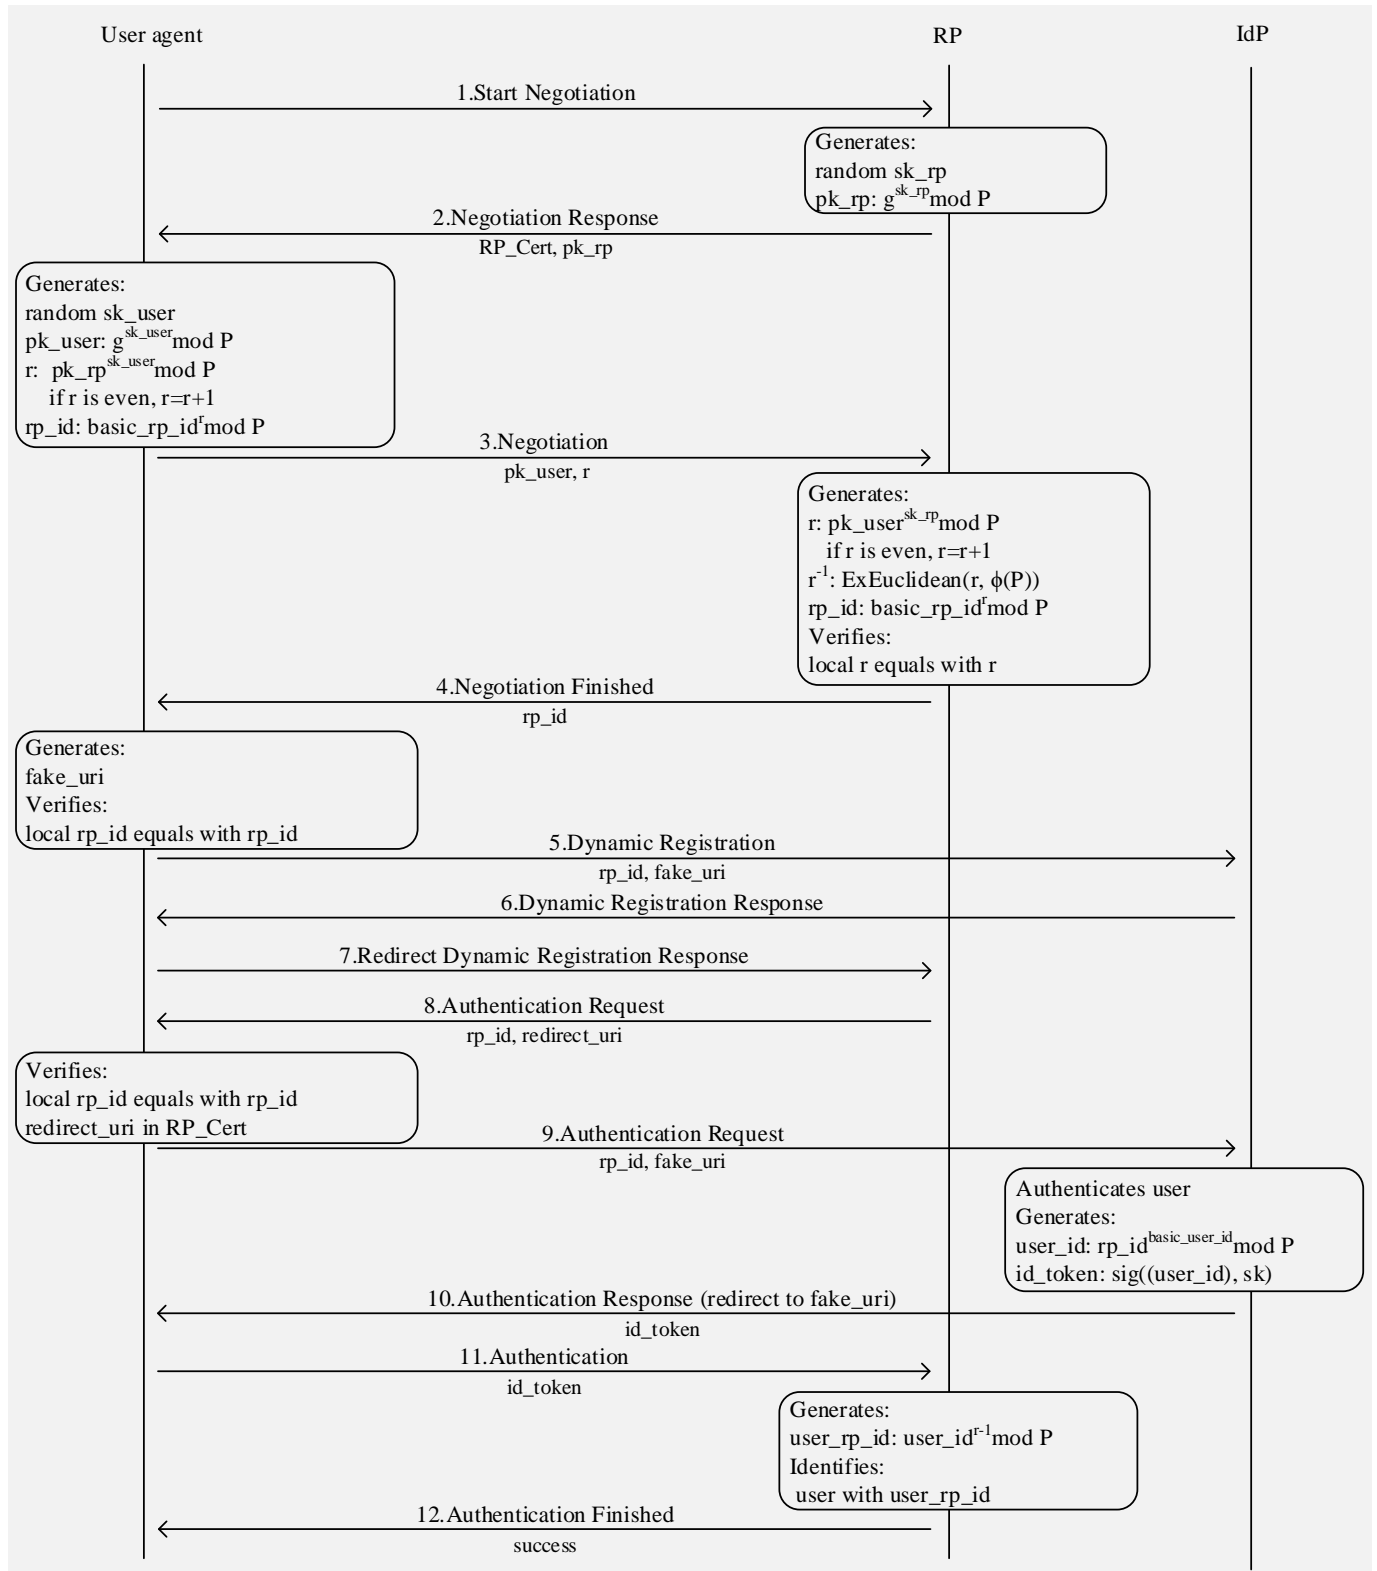 User agent
RP
IdP
1.Start Negotiation
Generates:
random sk_rp
pk_rp: g^sk_rp mod P
2.Negotiation Response
RP_Cert, pk_rp
Generates:
random sk_user
pk_user: g^sk_user mod P
r: pk_rp^sk_user mod P
if r is even, r=r+1
rp_id: basic_rp_id^r mod P
3.Negotiation
pk_user, r
Generates:
r: pk_user^sk_rp mod P
if r is even, r=r+1
r^-1: ExEuclidean(r, ϕ(P))
rp_id: basic_rp_id^r mod P
Verifies:
local r equals with r
4.Negotiation Finished
rp_id
Generates:
fake_uri
Verifies:
local rp_id equals with rp_id
5.Dynamic Registration
rp_id, fake_uri
6.Dynamic Registration Response
7.Redirect Dynamic Registration Response
8.Authentication Request
rp_id, redirect_uri
Verifies:
local rp_id equals with rp_id
redirect_uri in RP_Cert
9.Authentication Request
rp_id, fake_uri
Authenticates user
Generates:
user_id: rp_id^basic_user_id mod P
id_token: sig((user_id), sk)
10.Authentication Response (redirect to fake_uri)
id_token
11.Authentication
id_token
Generates:
user_rp_id: user_id^r-1 mod P
Identifies:
user with user_rp_id
12.Authentication Finished
success